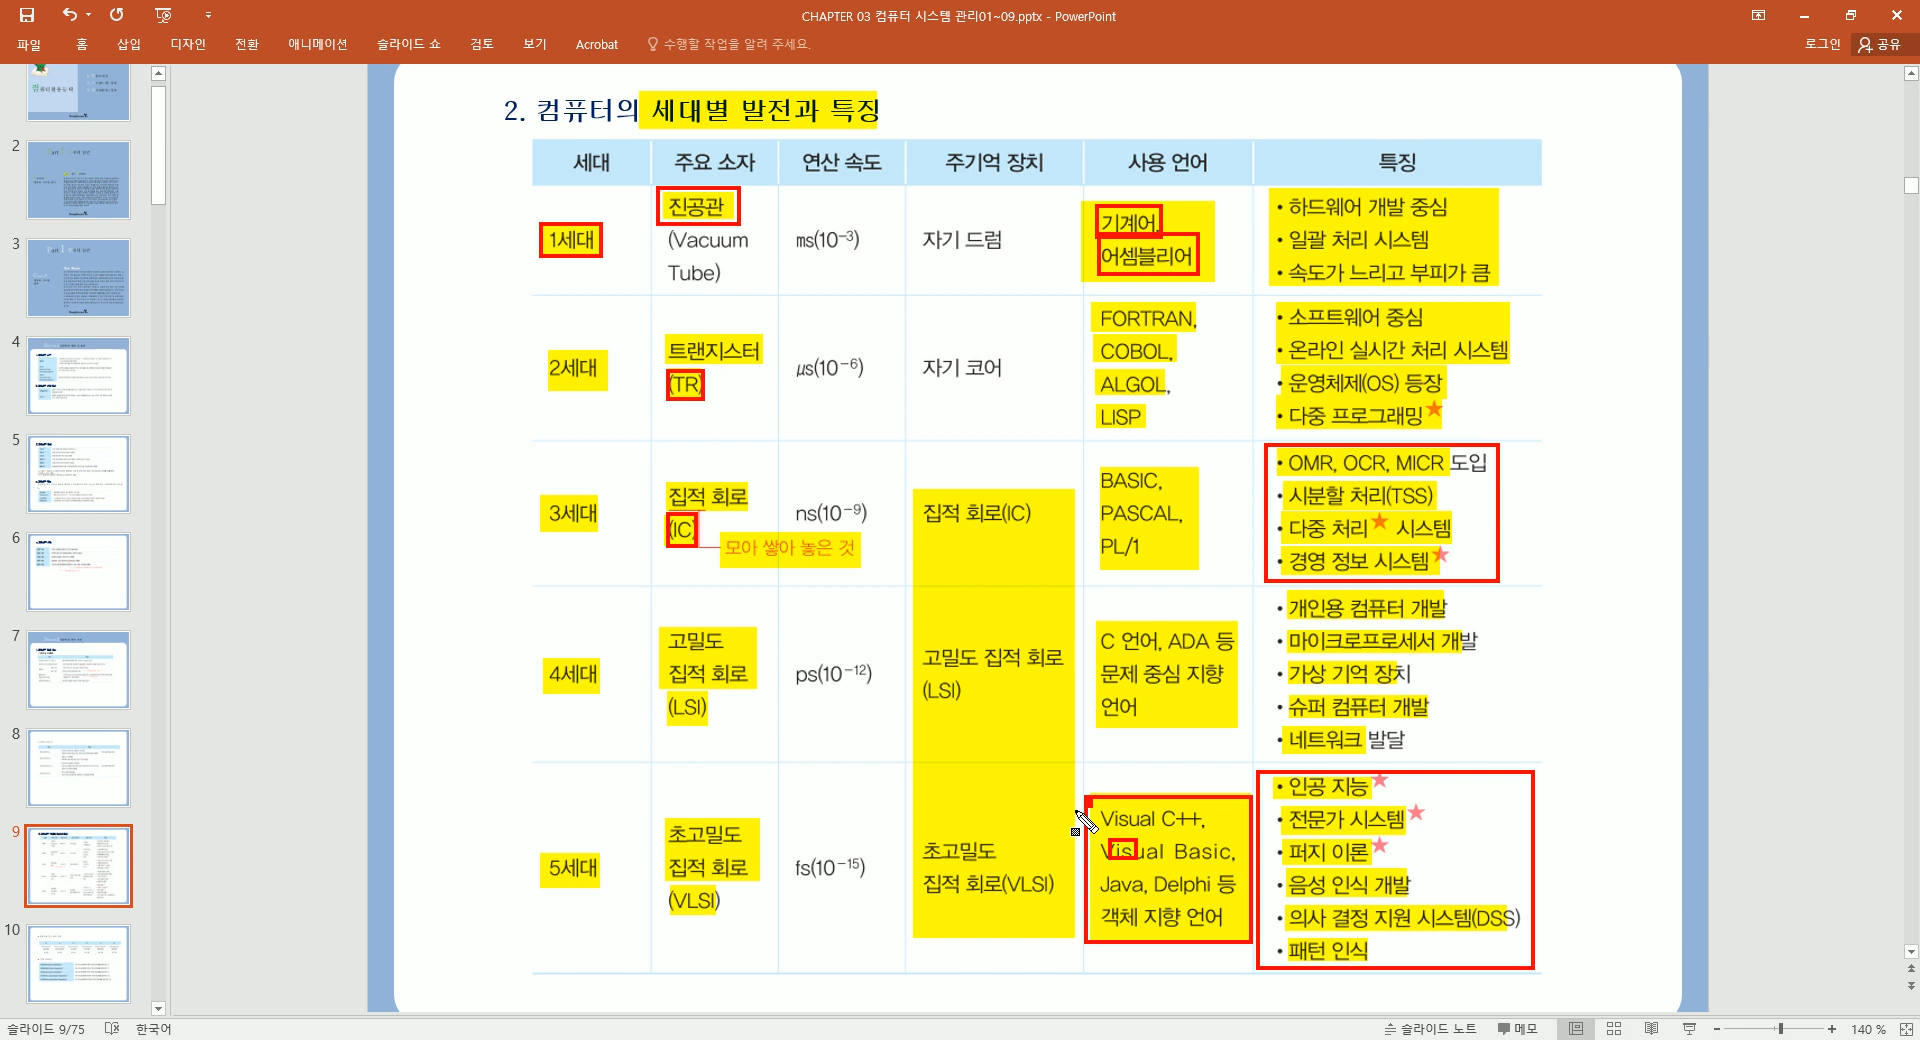 CHAPTER 03 컴퓨터 시스템 관리01~09.pptx - PowerPoint
파일 홈 삽입 디자인 전환 애니메이션 슬라이드 쇼 검토 보기 Acrobat 수행할 작업을 알려 주세요. 로그인 공유
2. 컴퓨터의 세대별 발전과 특징
세대 주요 소자 연산 속도 주기억 장치 사용 언어 특징
1세대
진공관
(Vacuum
Tube)
ms(10⁻³)
자기 드럼
기계어,
어셈블리어
• 하드웨어 개발 중심
• 일괄 처리 시스템
• 속도가 느리고 부피가 큼
2세대
트랜지스터
(TR)
μs(10⁻⁶)
자기 코어
FORTRAN,
COBOL,
ALGOL,
LISP
• 소프트웨어 중심
• 온라인 실시간 처리 시스템
• 운영체제(OS) 등장
• 다중 프로그래밍★
3세대
집적 회로
(IC)
모아 쌓아 놓은 것
ns(10⁻⁹)
집적 회로(IC)
BASIC,
PASCAL,
PL/1
• OMR, OCR, MICR 도입
• 시분할 처리(TSS)
• 다중 처리★ 시스템
• 경영 정보 시스템★
4세대
고밀도
집적 회로
(LSI)
ps(10⁻¹²)
고밀도 집적 회로
(LSI)
C 언어, ADA 등
문제 중심 지향
언어
• 개인용 컴퓨터 개발
• 마이크로프로세서 개발
• 가상 기억 장치
• 슈퍼 컴퓨터 개발
• 네트워크 발달
5세대
초고밀도
집적 회로
(VLSI)
fs(10⁻¹⁵)
초고밀도
집적 회로(VLSI)
Visual C++,
Visual Basic,
Java, Delphi 등
객체 지향 언어
• 인공 지능★
• 전문가 시스템★
• 퍼지 이론★
• 음성 인식 개발
• 의사 결정 지원 시스템(DSS)
• 패턴 인식
2
3
4
5
6
7
8
9
10
슬라이드 9/75 한국어 슬라이드 노트 메모 140 %